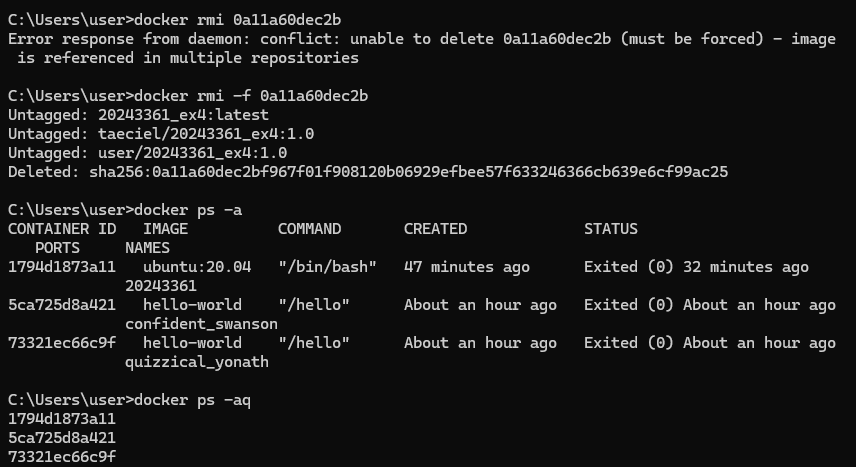 C:\Users\user>docker rmi 0a11a60dec2b
Error response from daemon: conflict: unable to delete 0a11a60dec2b (must be forced) - image
 is referenced in multiple repositories
C:\Users\user>docker rmi -f 0a11a60dec2b
Untagged: 20243361_ex4:latest
Untagged: taeciel/20243361_ex4:1.0
Untagged: user/20243361_ex4:1.0
Deleted: sha256:0a11a60dec2bf967f01f908120b06929efbee57f633246366cb639e6cf99ac25
C:\Users\user>docker ps -a
CONTAINER ID   IMAGE          COMMAND       CREATED             STATUS
   PORTS     NAMES
1794d1873a11   ubuntu:20.04   "/bin/bash"   47 minutes ago      Exited (0) 32 minutes ago
             20243361
5ca725d8a421   hello-world    "/hello"      About an hour ago   Exited (0) About an hour ago
             confident_swanson
73321ec66c9f   hello-world    "/hello"      About an hour ago   Exited (0) About an hour ago
             quizzical_yonath
C:\Users\user>docker ps -aq
1794d1873a11
5ca725d8a421
73321ec66c9f